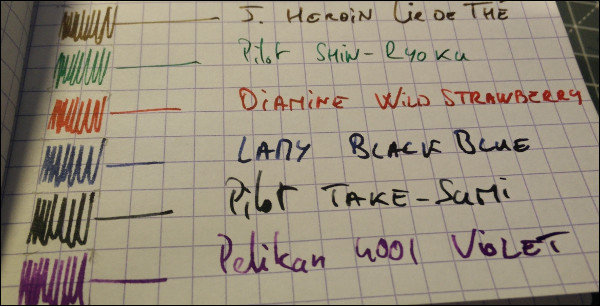 J. HERBIN LIE DE THÉ
Pilot SHIN-RYOKU
DIAMINE WILD STRAWBERRY
LAMY BLACK BLUE
Pilot TAKE-SUMI
Pelikan 4001 VIOLET